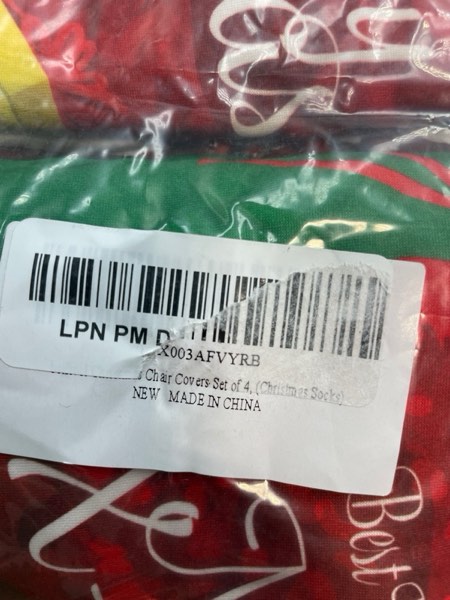 LPN PM D
X003AFVYRB
Chair Covers Set of 4, (Christmas Socks)
NEW MADE IN CHINA
Best